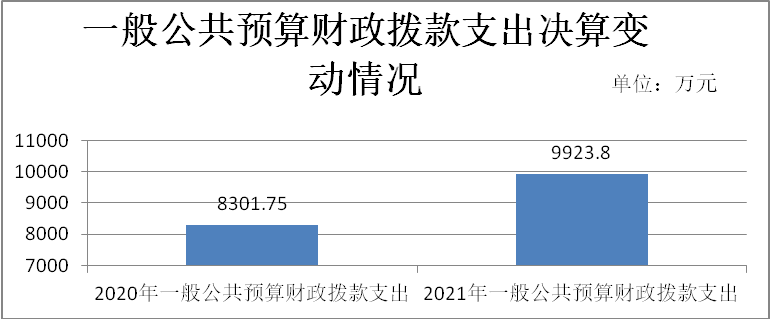 一般公共预算财政拨款支出决算变
动情况
单位：万元
11000
10000
9000
8000
7000
8301.75
9923.8
2020年一般公共预算财政拨款支出
2021年一般公共预算财政拨款支出